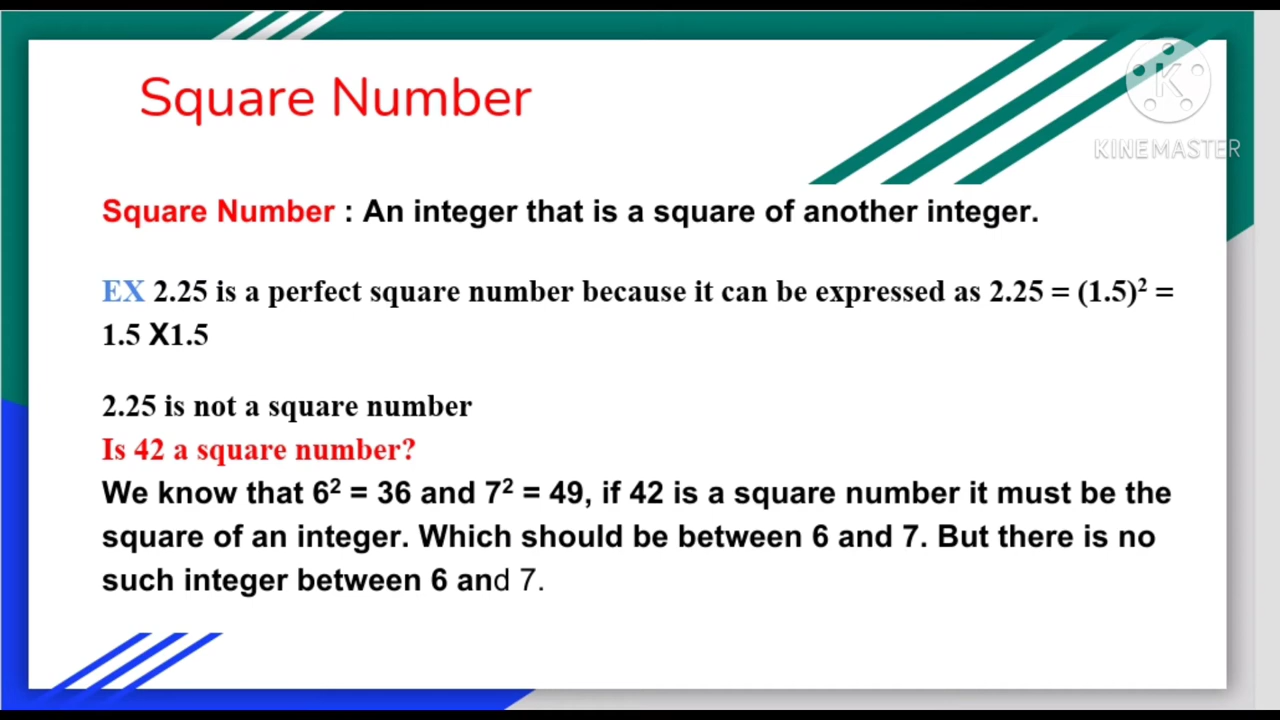 Square Number
KINEMASTER
Square Number : An integer that is a square of another integer.
EX 2.25 is a perfect square number because it can be expressed as 2.25 = (1.5)² =
1.5 X1.5
2.25 is not a square number
Is 42 a square number?
We know that 6² = 36 and 7² = 49, if 42 is a square number it must be the
square of an integer. Which should be between 6 and 7. But there is no
such integer between 6 and 7.